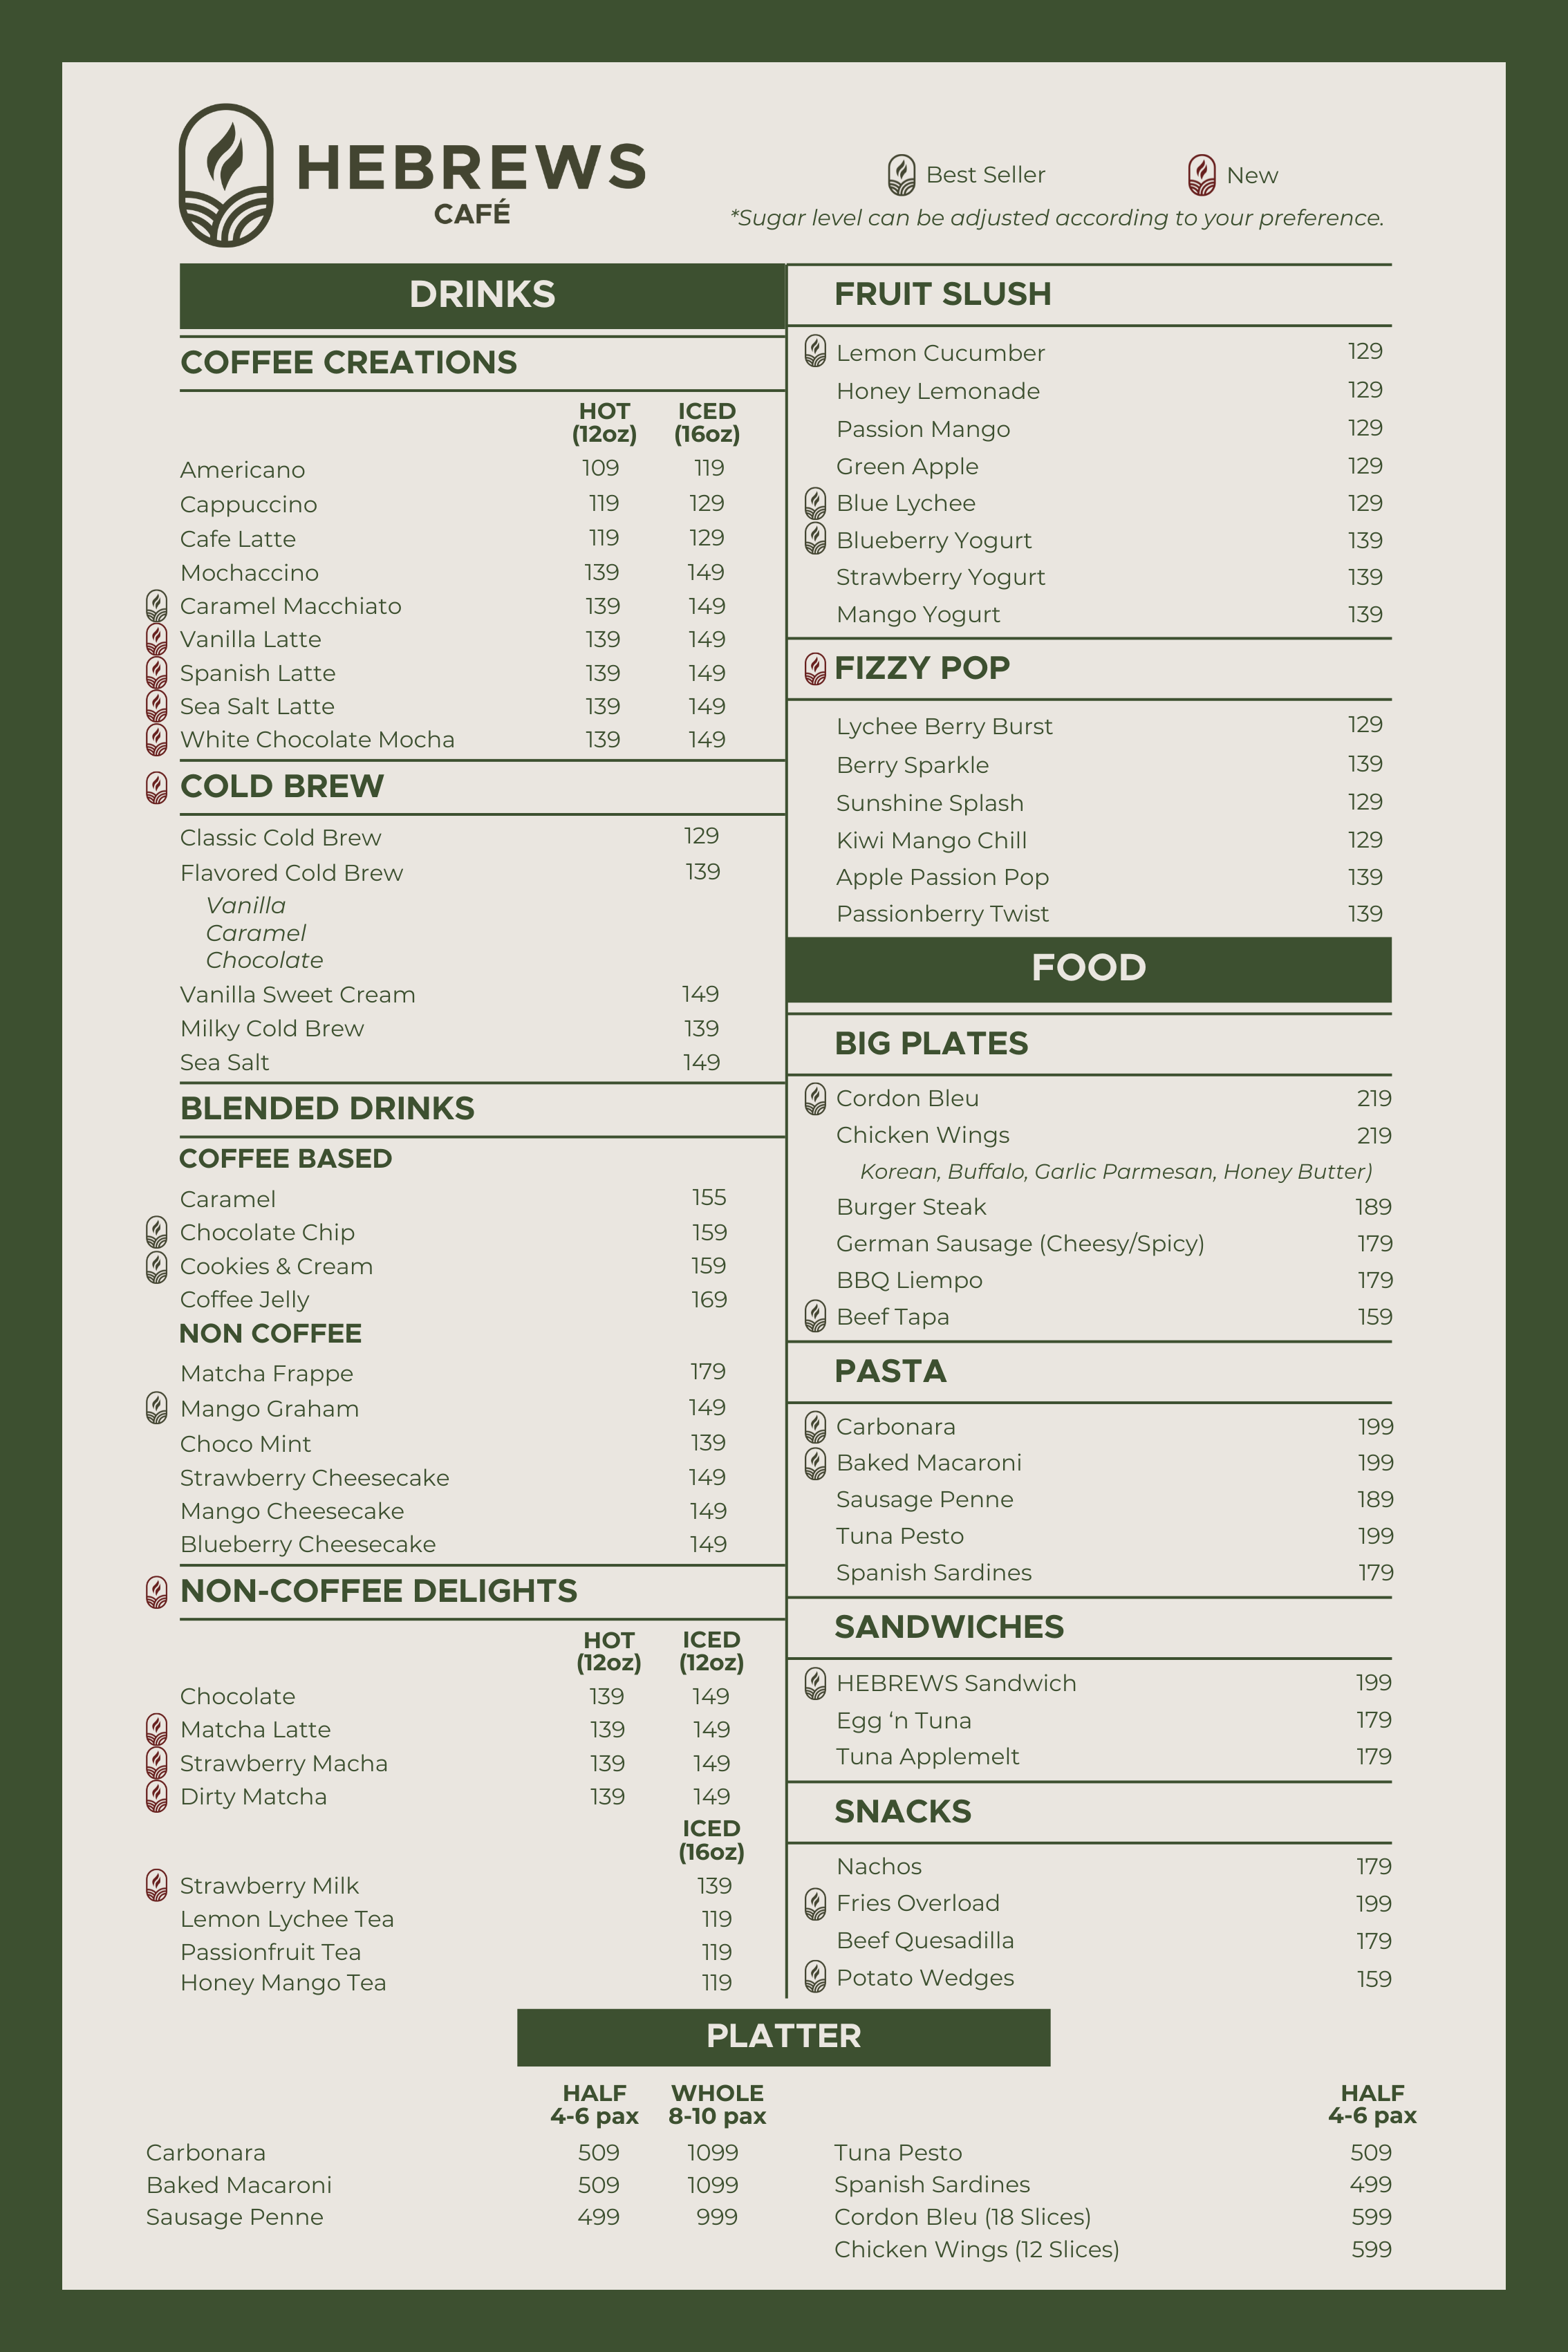 HEBREWS
CAFÉ
Best Seller
New
*Sugar level can be adjusted according to your preference.
DRINKS
COFFEE CREATIONS
HOT ICED
(12oz) (16oz)
Americano 109 119
Cappuccino 119 129
Cafe Latte 119 129
Mochaccino 139 149
Caramel Macchiato 139 149
Vanilla Latte 139 149
Spanish Latte 139 149
Sea Salt Latte 139 149
White Chocolate Mocha 139 149
COLD BREW
Classic Cold Brew 129
Flavored Cold Brew 139
Vanilla
Caramel
Chocolate
Vanilla Sweet Cream 149
Milky Cold Brew 139
Sea Salt 149
BLENDED DRINKS
COFFEE BASED
Caramel 155
Chocolate Chip 159
Cookies & Cream 159
Coffee Jelly 169
NON COFFEE
Matcha Frappe 179
Mango Graham 149
Choco Mint 139
Strawberry Cheesecake 149
Mango Cheesecake 149
Blueberry Cheesecake 149
NON-COFFEE DELIGHTS
HOT ICED
(12oz) (12oz)
Chocolate 139 149
Matcha Latte 139 149
Strawberry Macha 139 149
Dirty Matcha 139 149
ICED
(16oz)
Strawberry Milk 139
Lemon Lychee Tea 119
Passionfruit Tea 119
Honey Mango Tea 119
FRUIT SLUSH
Lemon Cucumber 129
Honey Lemonade 129
Passion Mango 129
Green Apple 129
Blue Lychee 129
Blueberry Yogurt 139
Strawberry Yogurt 139
Mango Yogurt 139
FIZZY POP
Lychee Berry Burst 129
Berry Sparkle 139
Sunshine Splash 129
Kiwi Mango Chill 129
Apple Passion Pop 139
Passionberry Twist 139
FOOD
BIG PLATES
Cordon Bleu 219
Chicken Wings 219
Korean, Buffalo, Garlic Parmesan, Honey Butter)
Burger Steak 189
German Sausage (Cheesy/Spicy) 179
BBQ Liempo 179
Beef Tapa 159
PASTA
Carbonara 199
Baked Macaroni 199
Sausage Penne 189
Tuna Pesto 199
Spanish Sardines 179
SANDWICHES
HEBREWS Sandwich 199
Egg ‘n Tuna 179
Tuna Applemelt 179
SNACKS
Nachos 179
Fries Overload 199
Beef Quesadilla 179
Potato Wedges 159
PLATTER
HALF WHOLE
4-6 pax 8-10 pax
Carbonara 509 1099
Baked Macaroni 509 1099
Sausage Penne 499 999
HALF
4-6 pax
Tuna Pesto 509
Spanish Sardines 499
Cordon Bleu (18 Slices) 599
Chicken Wings (12 Slices) 599